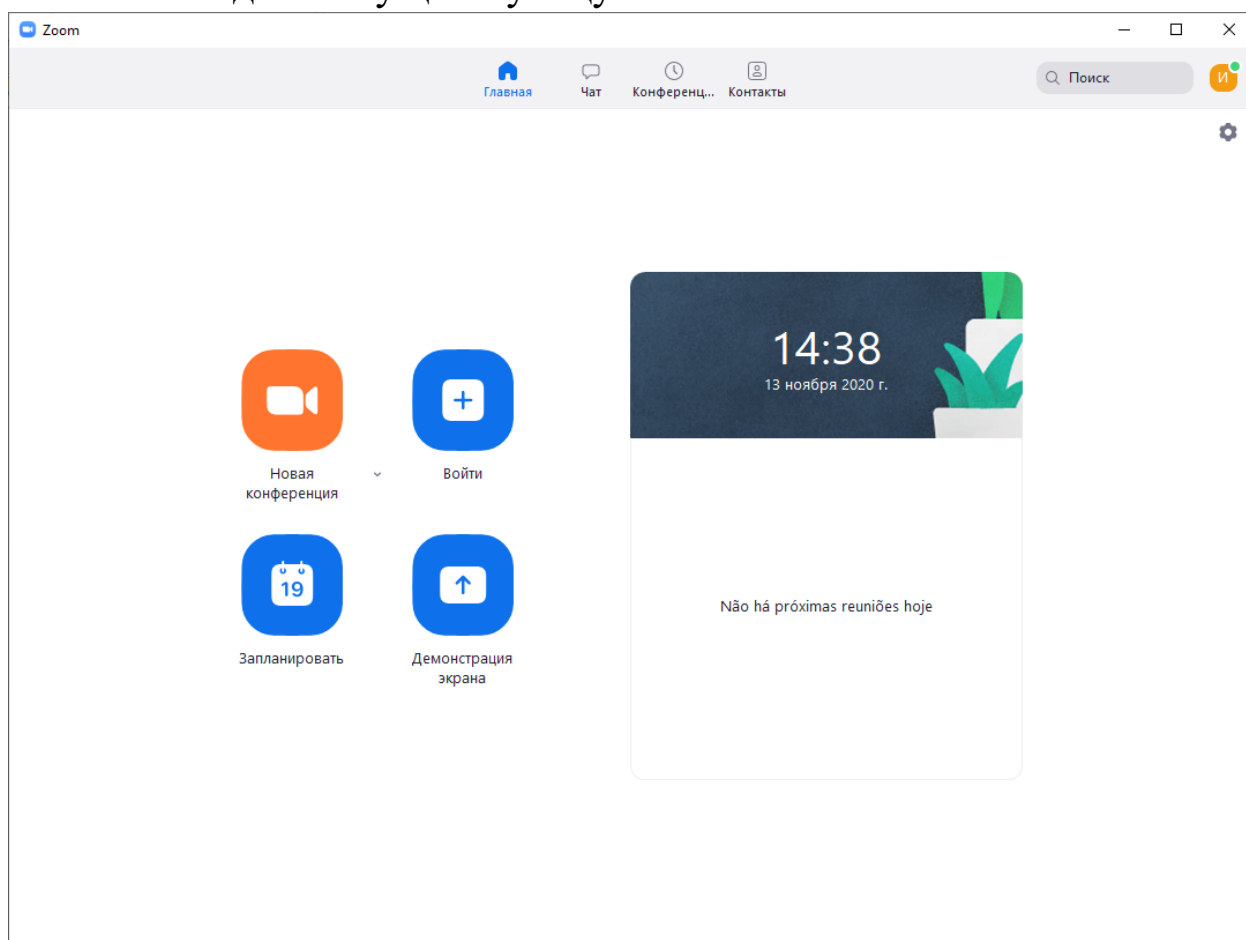 Zoom
Главная
Чат
Конференц...
Контакты
Поиск
И
14:38
13 ноября 2020 г.
Новая
конференция
Войти
19
Запланировать
Демонстрация
экрана
Não há próximas reuniões hoje